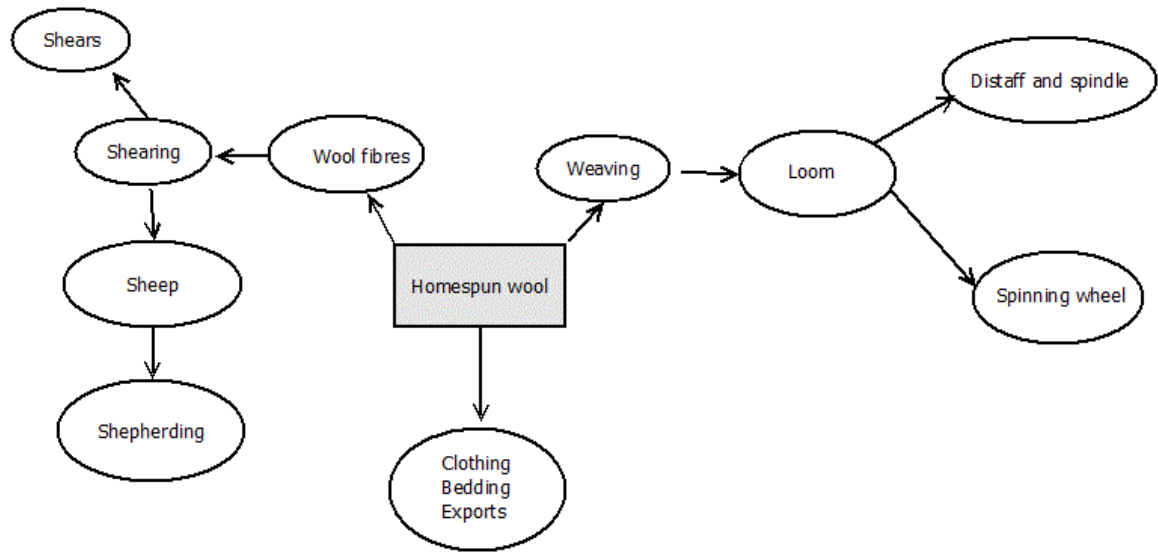 Shears
Distaff and spindle
Shearing
Wool fibres
Weaving
Loom
Sheep
Homespun wool
Spinning wheel
Shepherding
Clothing
Bedding
Exports